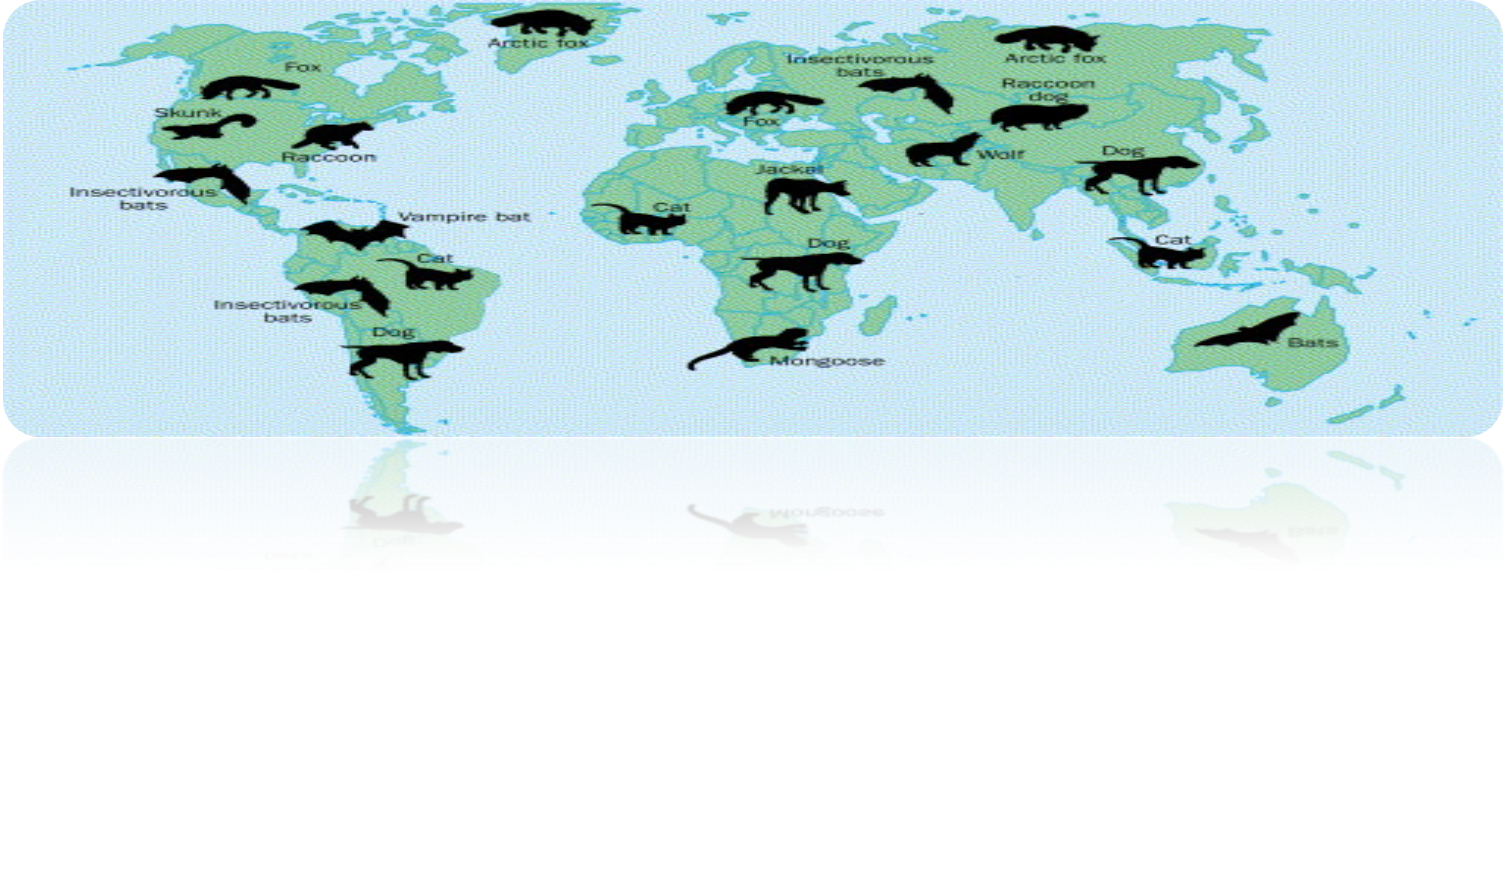 Arctic fox
Fox
Skunk
Raccoon
Insectivorous
bats
Vampire bat
Cat
Insectivorous
bats
Dog
Insectivorous
bats
Arctic fox
Raccoon
dog
Fox
Wolf
Dog
Jackal
Cat
Dog
Cat
Mongoose
Bats